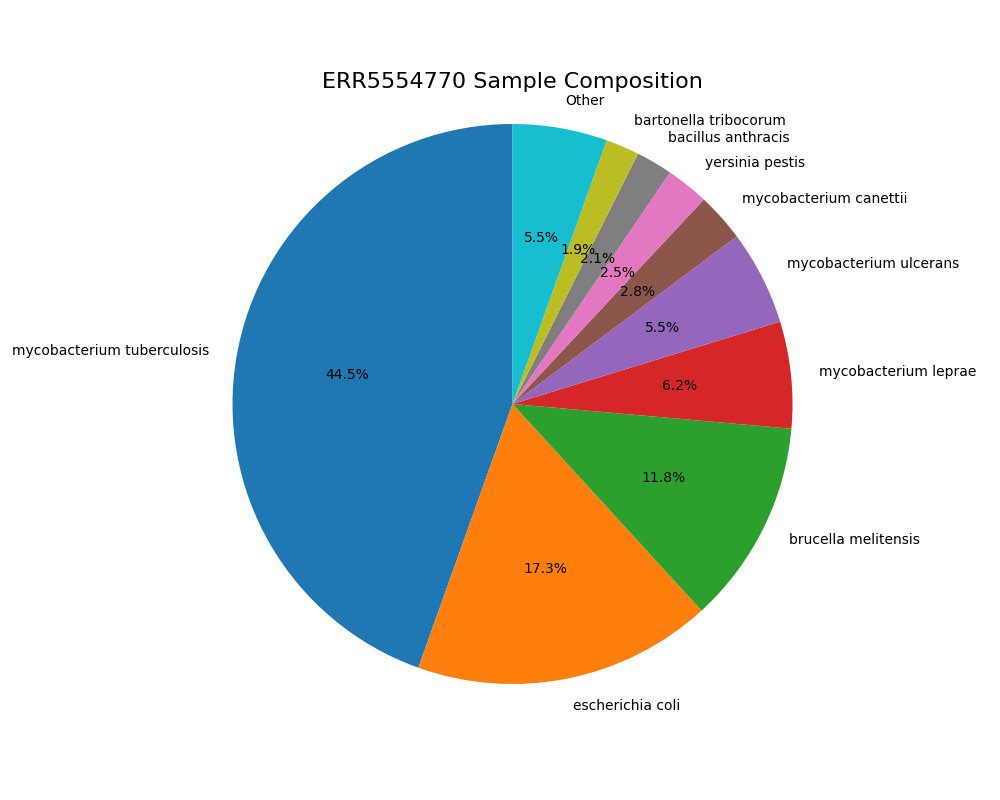 ERR5554770 Sample Composition
Other
bartonella tribocorum
bacillus anthracis
yersinia pestis
mycobacterium canettii
mycobacterium ulcerans
mycobacterium leprae
brucella melitensis
escherichia coli
mycobacterium tuberculosis
5.5%
1.9%
2.1%
2.5%
2.8%
5.5%
6.2%
11.8%
17.3%
44.5%